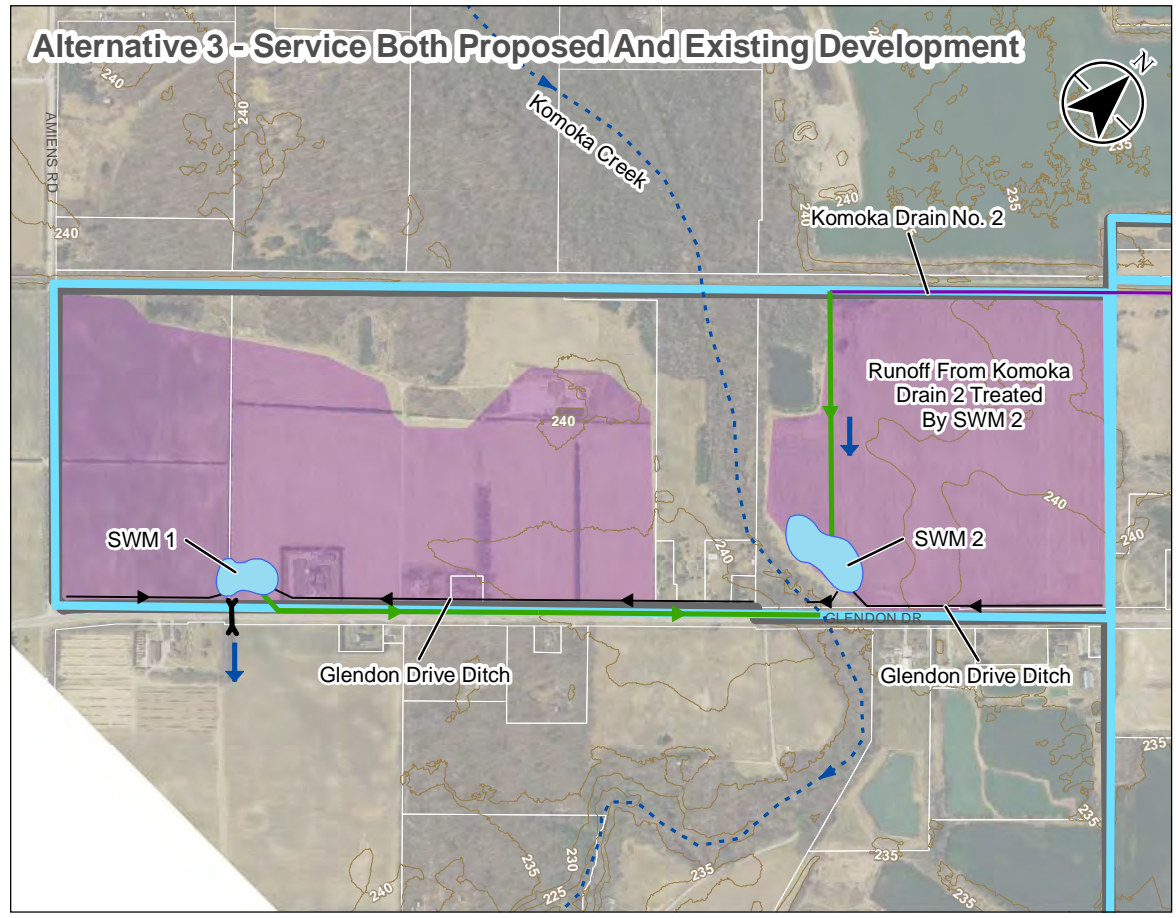 Alternative 3 - Service Both Proposed And Existing Development
N
240
240
AMIENS RD
Komoka Creek
235
235
240
240
240
Komoka Drain No. 2
Runoff From Komoka
Drain 2 Treated
By SWM 2
240
240
SWM 1
240
SWM 2
240
GLENDON DR
Glendon Drive Ditch
Glendon Drive Ditch
235
235
235
230
235
235
240
225
235
235